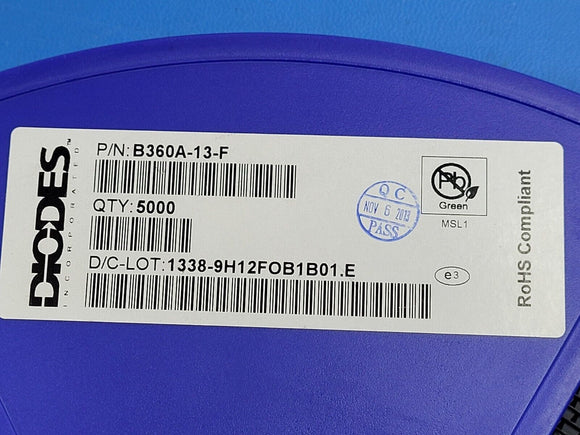 DIODES™
INCORPORATED
P/N: B360A-13-F
QTY: 5000
D/C-LOT: 1338-9H12FOB1B01.E
QC
NOV 6 2013
PASS
Pb
Green
MSL1
e3
RoHS Compliant